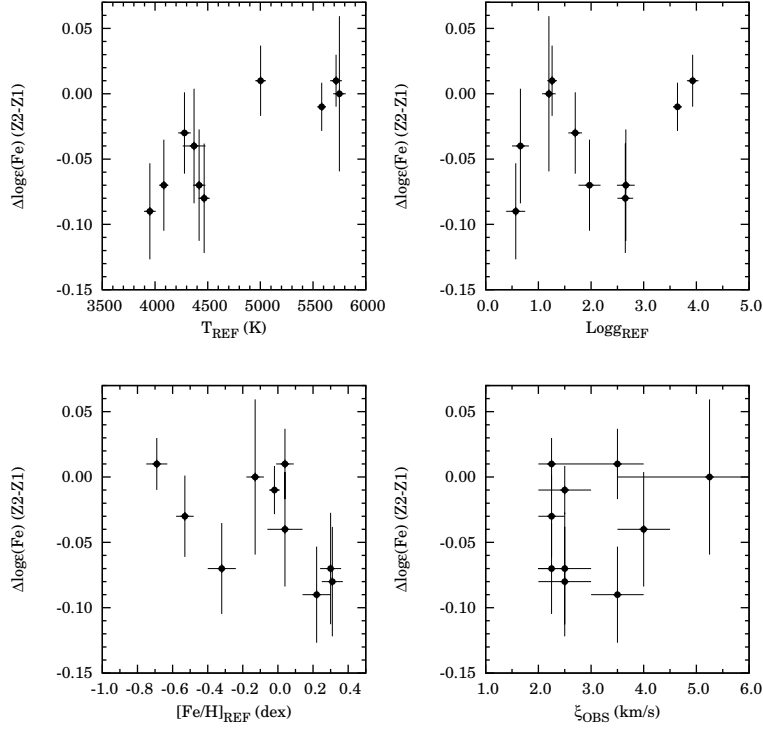 0.05
0.00
-0.05
-0.10
-0.15
Δlogε(Fe) (Z2-Z1)
3500 4000 4500 5000 5500 6000
T_REF (K)
0.05
0.00
-0.05
-0.10
-0.15
Δlogε(Fe) (Z2-Z1)
0.0 1.0 2.0 3.0 4.0 5.0
Logg_REF
0.05
0.00
-0.05
-0.10
-0.15
Δlogε(Fe) (Z2-Z1)
-1.0 -0.8 -0.6 -0.4 -0.2 0.0 0.2 0.4
[Fe/H]_REF (dex)
0.05
0.00
-0.05
-0.10
-0.15
Δlogε(Fe) (Z2-Z1)
1.0 2.0 3.0 4.0 5.0 6.0
ξ_OBS (km/s)